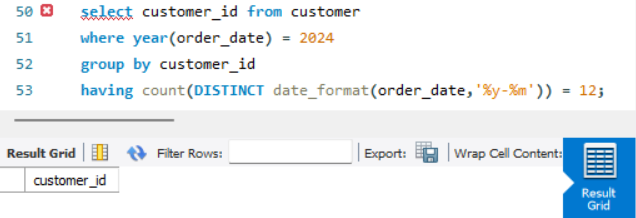 50 select customer_id from customer
51 where year(order_date) = 2024
52 group by customer_id
53 having count(DISTINCT date_format(order_date,'%y-%m')) = 12;
Result Grid Filter Rows: Export: Wrap Cell Content:
customer_id
Result
Grid